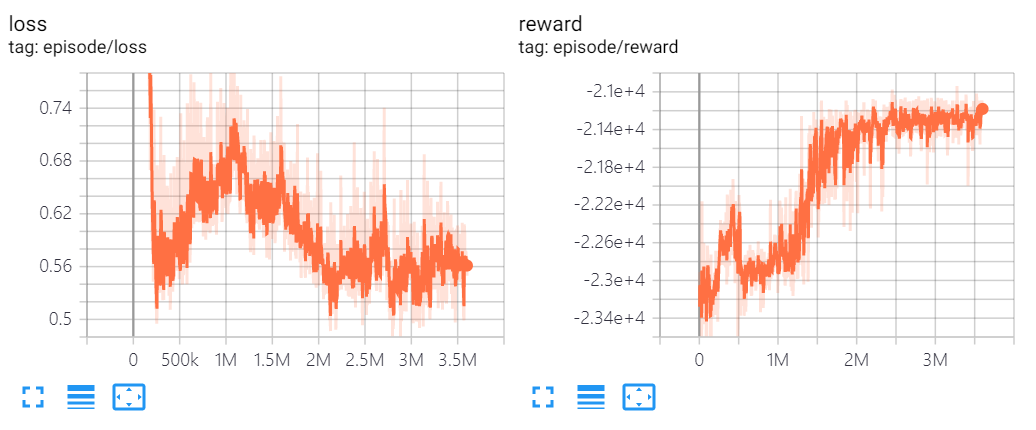 loss
tag: episode/loss
0.74
0.68
0.62
0.56
0.5
0 500k 1M 1.5M 2M 2.5M 3M 3.5M
reward
tag: episode/reward
-2.1e+4
-2.14e+4
-2.18e+4
-2.22e+4
-2.26e+4
-2.3e+4
-2.34e+4
0 1M 2M 3M